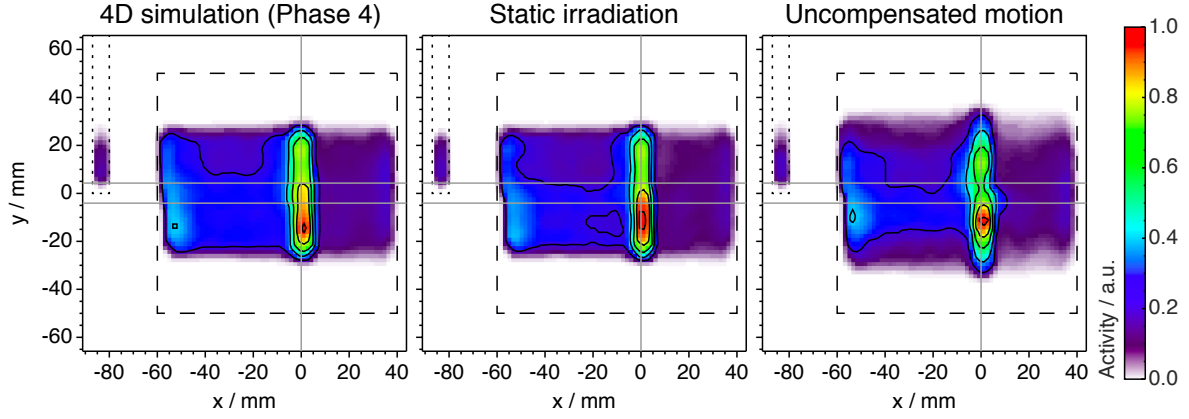 4D simulation (Phase 4)
Static irradiation
Uncompensated motion
y / mm
60
40
20
0
-20
-40
-60
-80 -60 -40 -20 0 20 40
x / mm
-80 -60 -40 -20 0 20 40
x / mm
-80 -60 -40 -20 0 20 40
x / mm
Activity / a.u.
1.0
0.8
0.6
0.4
0.2
0.0